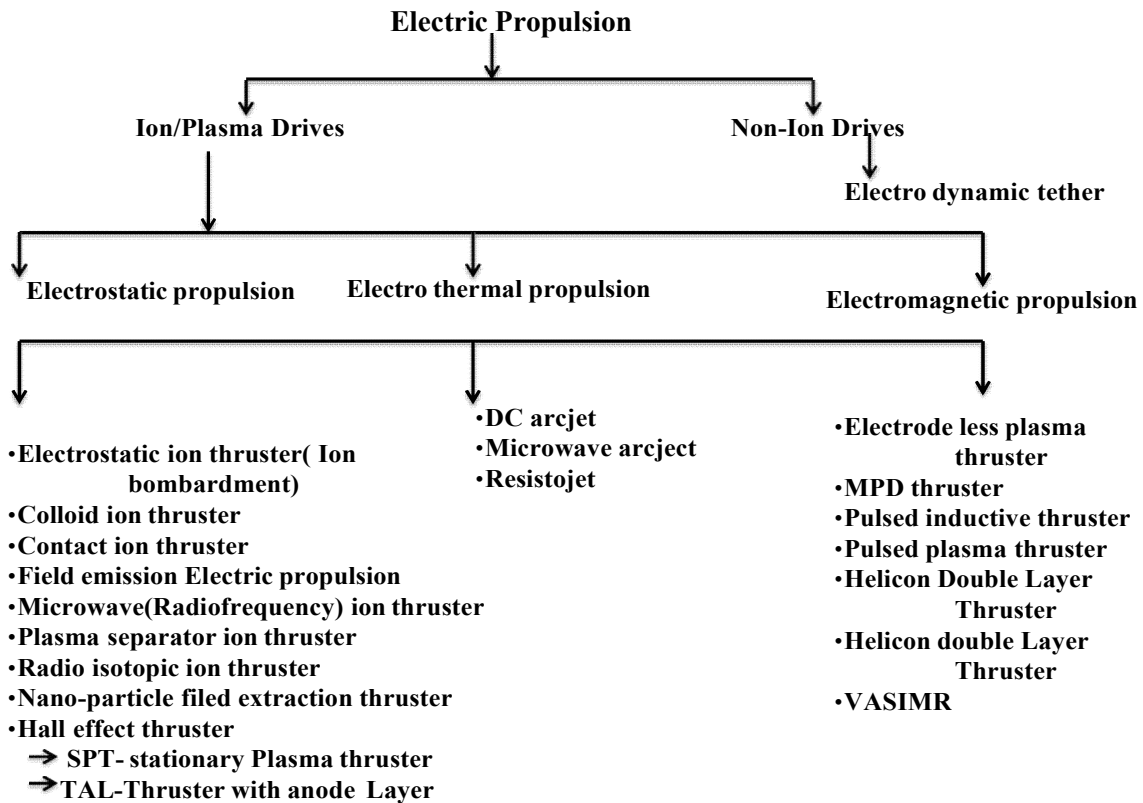 Electric Propulsion
Ion/Plasma Drives
Non-Ion Drives
Electro dynamic tether
Electrostatic propulsion
Electro thermal propulsion
Electromagnetic propulsion
•Electrostatic ion thruster( Ion
bombardment)
•Colloid ion thruster
•Contact ion thruster
•Field emission Electric propulsion
•Microwave(Radiofrequency) ion thruster
•Plasma separator ion thruster
•Radio isotopic ion thruster
•Nano-particle filed extraction thruster
•Hall effect thruster
→ SPT- stationary Plasma thruster
→TAL-Thruster with anode Layer
•DC arcjet
•Microwave arcject
•Resistojet
•Electrode less plasma
thruster
•MPD thruster
•Pulsed inductive thruster
•Pulsed plasma thruster
•Helicon Double Layer
Thruster
•Helicon double Layer
Thruster
•VASIMR